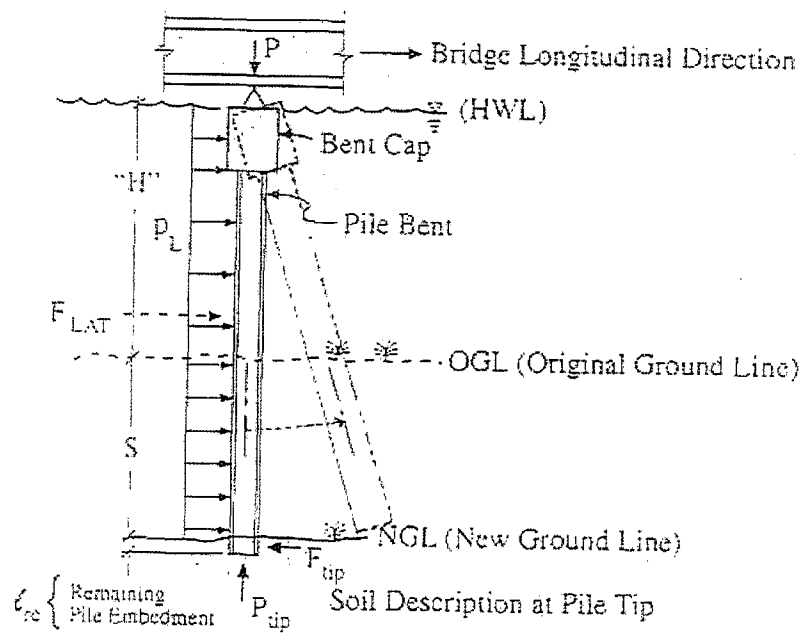 P
Bridge Longitudinal Direction
(HWL)
Bent Cap
"H"
Pile Bent
P_L
F_LAT
OGL (Original Ground Line)
S
NGL (New Ground Line)
F_tip
ℓ_re { Remaining
Pile Embedment
P_tip
Soil Description at Pile Tip